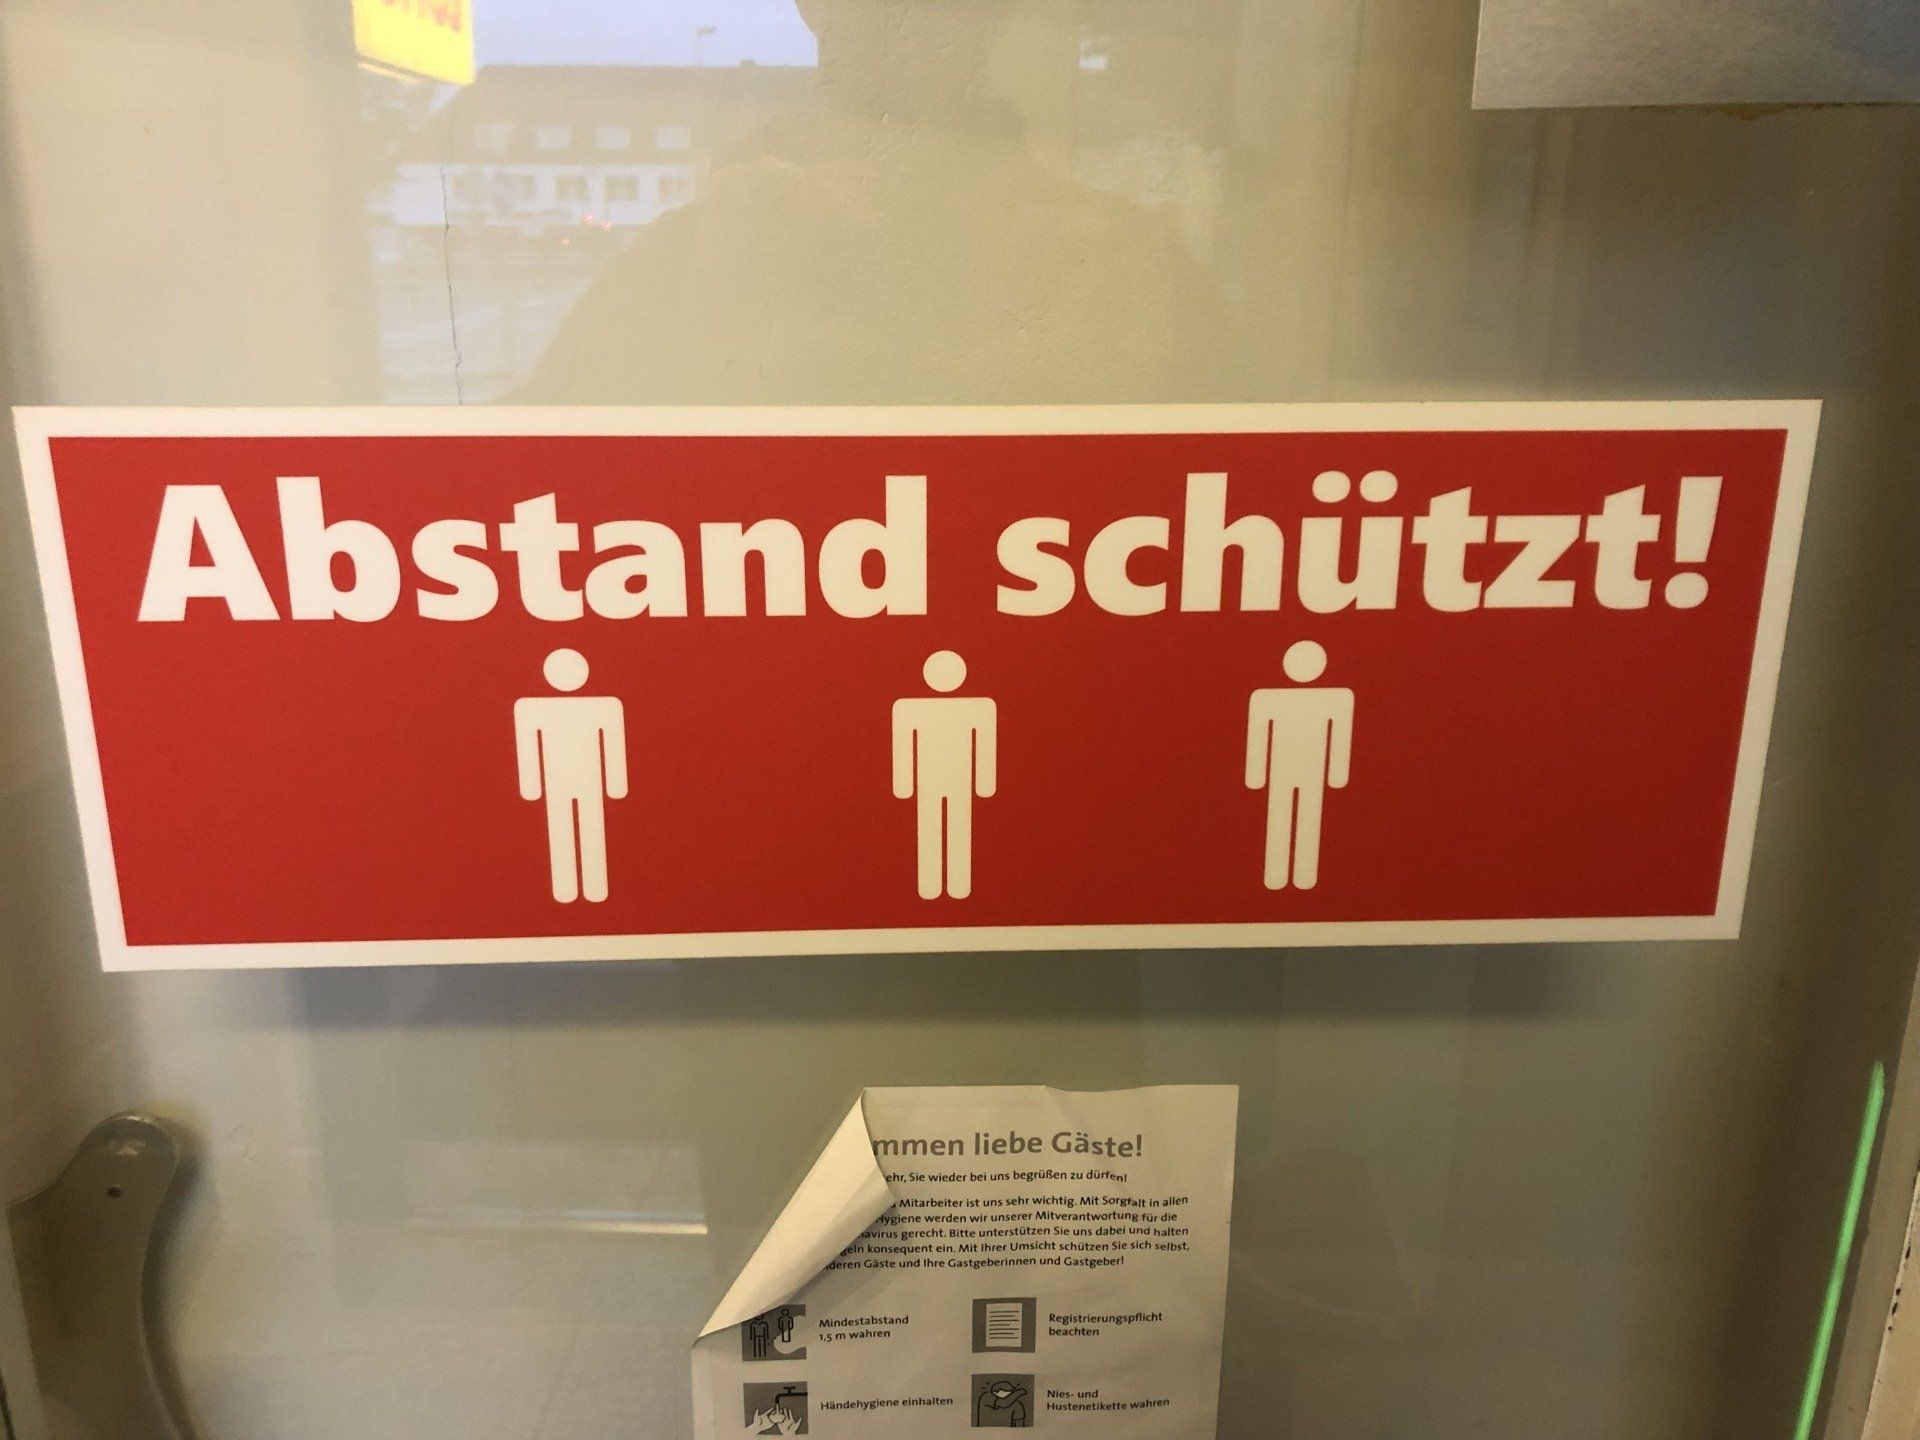 Abstand schützt!
mmen liebe Gäste!
ehr, Sie wieder bei uns begrüßen zu dürfen!
Mitarbeiter ist uns sehr wichtig. Mit Sorgfalt in allen
Hygiene werden wir unserer Mitverantwortung für die
navirus gerecht. Bitte unterstützen Sie uns dabei und halten
geln konsequent ein. Mit Ihrer Umsicht schützen Sie sich selbst,
deren Gäste und Ihre Gastgeberinnen und Gastgeber!
Mindestabstand
1,5 m wahren
Registrierungspflicht
beachten
Händehygiene einhalten
Nies- und
Hustenetikette wahren